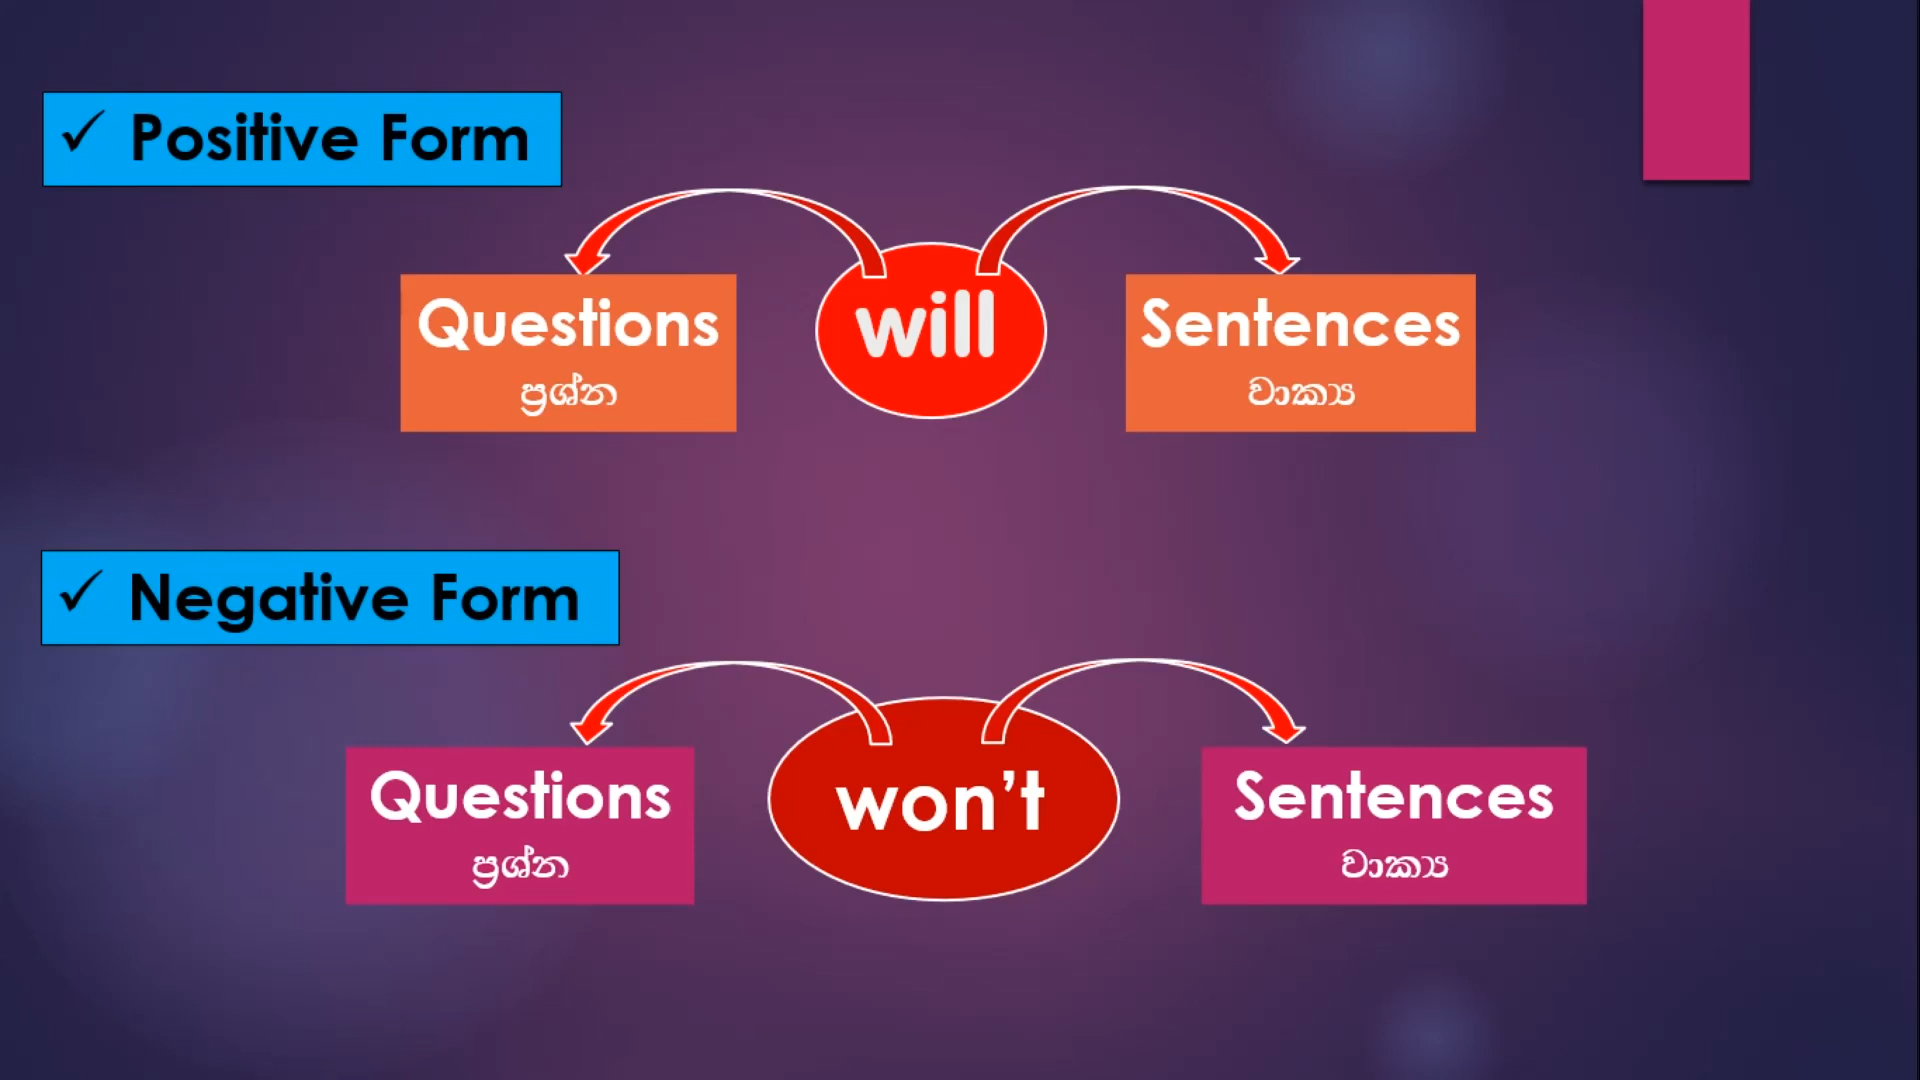 ✓ Positive Form
Questions
ප්‍රශ්න
will
Sentences
වාක්‍ය
✓ Negative Form
Questions
ප්‍රශ්න
won’t
Sentences
වාක්‍ය